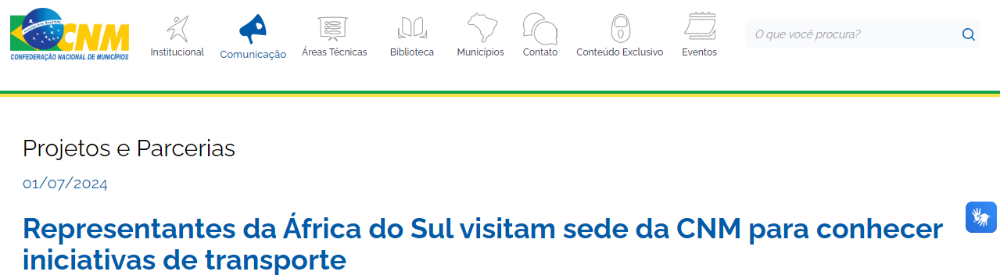 CNM
CONFEDERAÇÃO NACIONAL DE MUNICÍPIOS
Institucional
Comunicação
Áreas Técnicas
Biblioteca
Municípios
Contato
Conteúdo Exclusivo
Eventos
O que você procura?
Projetos e Parcerias
01/07/2024
Representantes da África do Sul visitam sede da CNM para conhecer
iniciativas de transporte